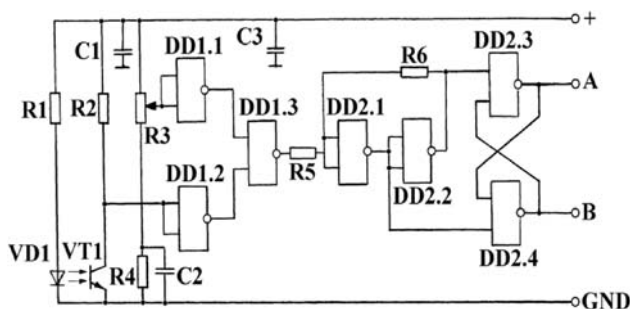 +
C1
C3
DD1.1
R6
DD2.3
A
R1
R2
R3
DD1.3
DD2.1
R5
DD1.2
DD2.2
B
VD1
VT1
R4
C2
DD2.4
GND